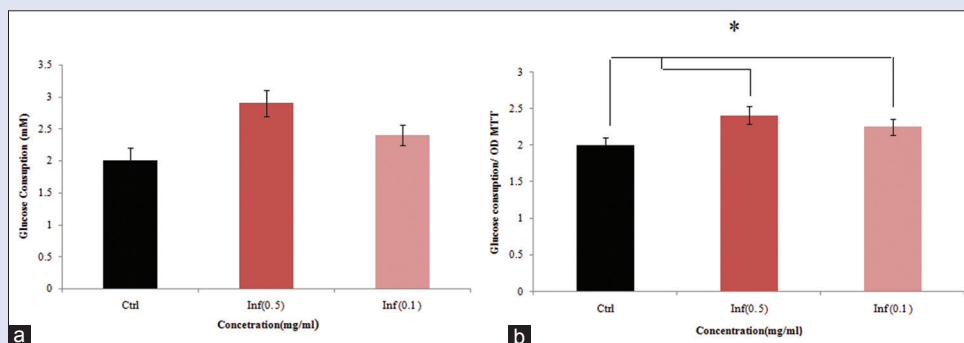 Glucose Consuption (mM)
3.5
3
2.5
2
1.5
1
0.5
0
Ctrl
Inf(0.5)
Inf(0.1)
Concetration(mg/ml)
a
*
Glucose consuption/ OD MTT
3
2.5
2
1.5
1
0.5
0
Ctrl
Inf(0.5)
Inf(0.1)
Concentration(mg/ml)
b